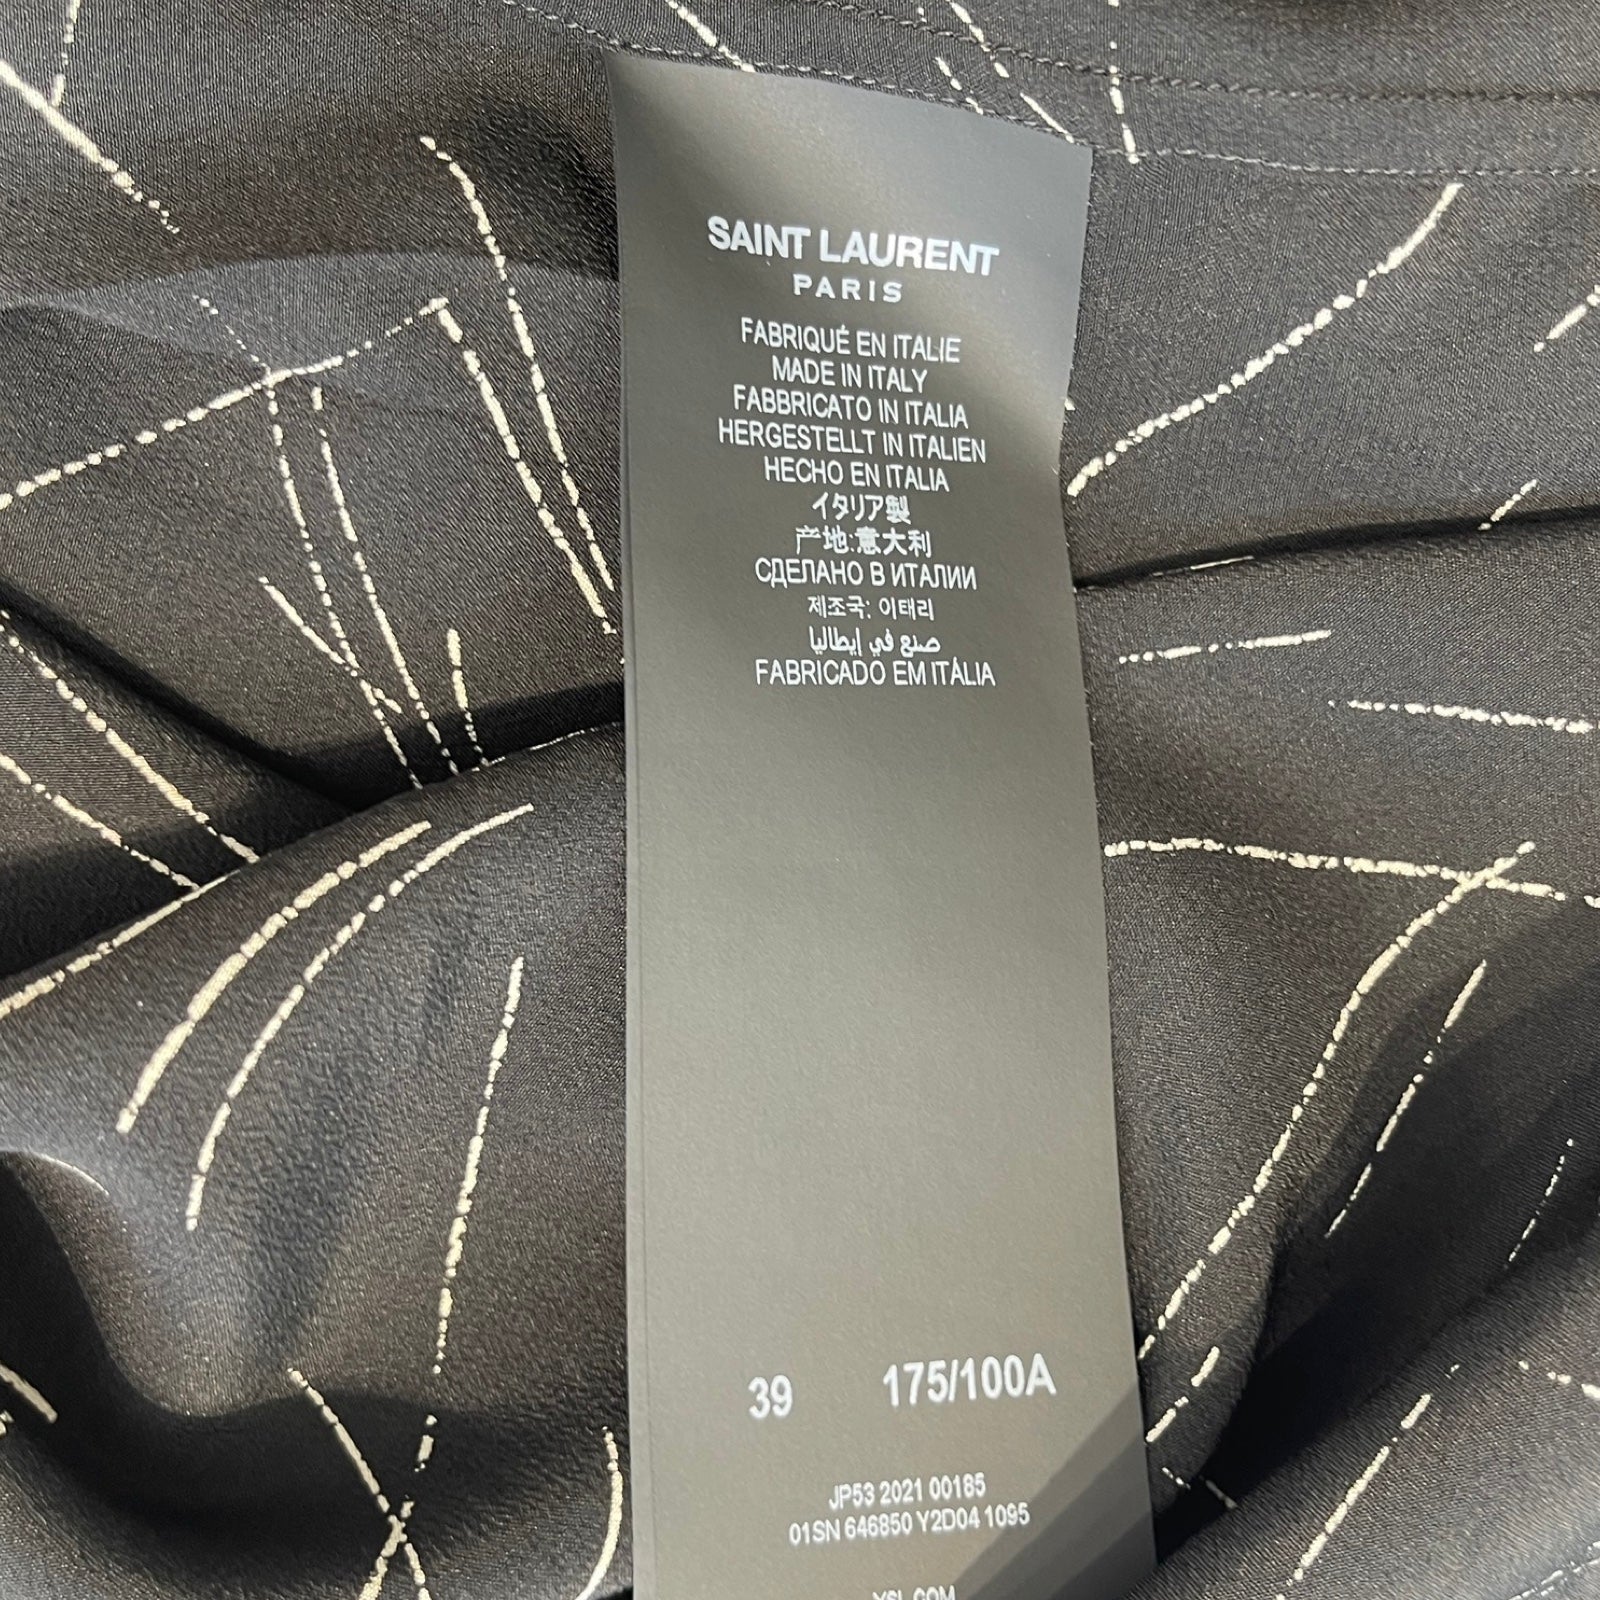 SAINT LAURENT
PARIS
FABRIQUÉ EN ITALIE
MADE IN ITALY
FABBRICATO IN ITALIA
HERGESTELLT IN ITALIEN
HECHO EN ITALIA
イタリア製
产地:意大利
СДЕЛАНО В ИТАЛИИ
제조국: 이태리
صنع في إيطاليا
FABRICADO EM ITÁLIA
39 175/100A
JP53 2021 00185
01SN 646850 Y2D04 1095
YSL.COM